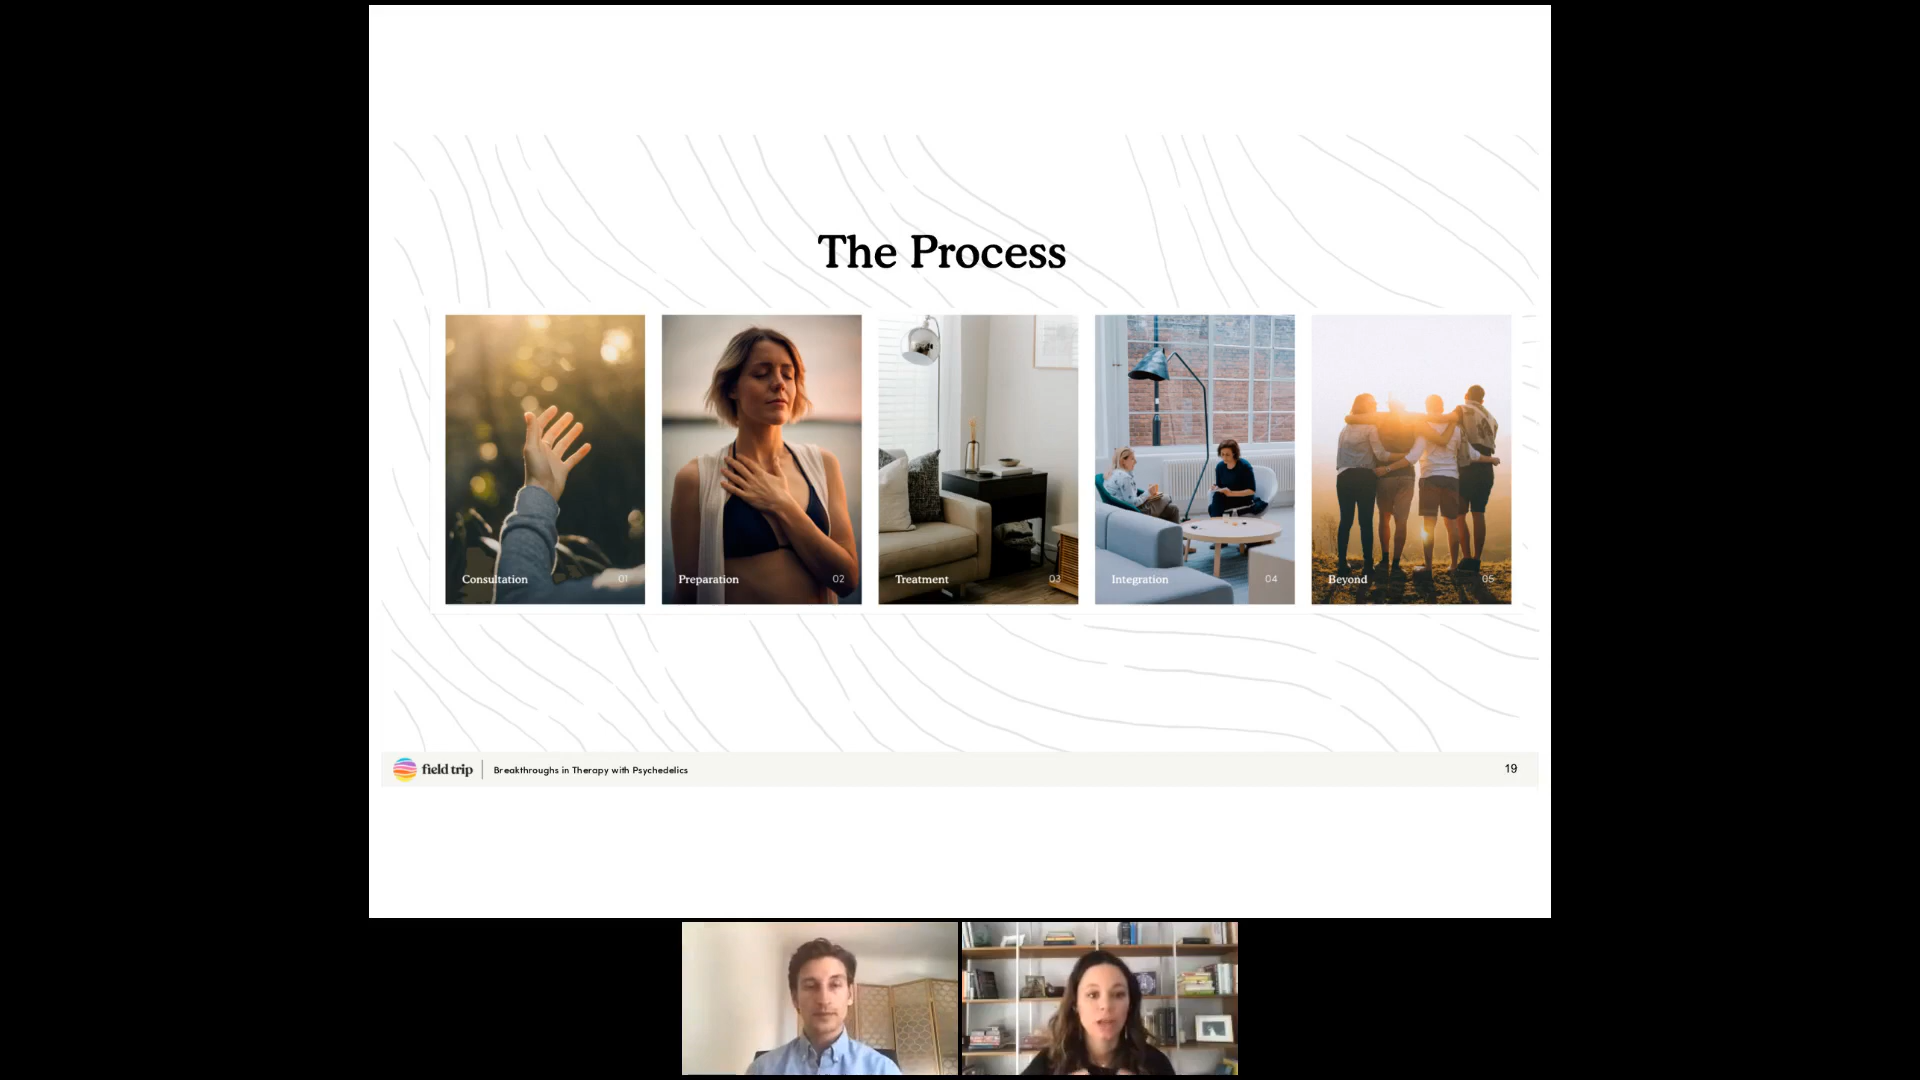 The Process
Consultation 01
Preparation 02
Treatment 03
Integration 04
Beyond 05
field trip | Breakthroughs in Therapy with Psychedelics 19